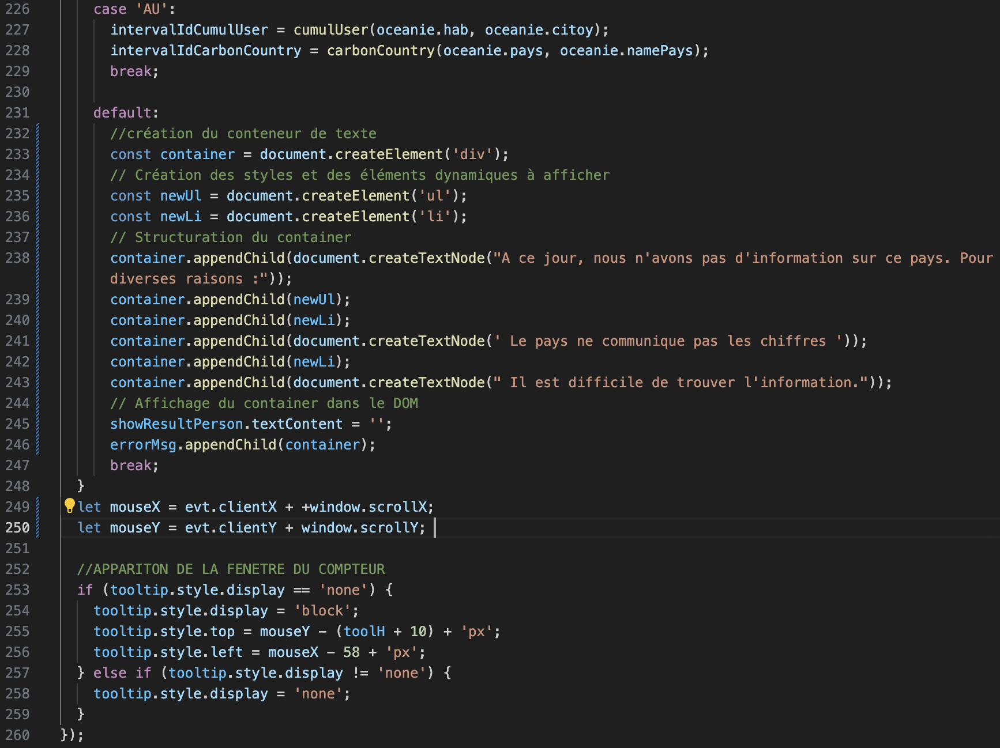 226 case 'AU':
227 intervalIdCumulUser = cumulUser(oceanie.hab, oceanie.citoy);
228 intervalIdCarbonCountry = carbonCountry(oceanie.pays, oceanie.namePays);
229 break;
230
231 default:
232 //création du conteneur de texte
233 const container = document.createElement('div');
234 // Création des styles et des éléments dynamiques à afficher
235 const newUl = document.createElement('ul');
236 const newLi = document.createElement('li');
237 // Structuration du container
238 container.appendChild(document.createTextNode("A ce jour, nous n'avons pas d'information sur ce pays. Pour
diverses raisons :"));
239 container.appendChild(newUl);
240 container.appendChild(newLi);
241 container.appendChild(document.createTextNode(' Le pays ne communique pas les chiffres '));
242 container.appendChild(newLi);
243 container.appendChild(document.createTextNode(" Il est difficile de trouver l'information."));
244 // Affichage du container dans le DOM
245 showResultPerson.textContent = '';
246 errorMsg.appendChild(container);
247 break;
248 }
249 let mouseX = evt.clientX + +window.scrollX;
250 let mouseY = evt.clientY + window.scrollY;
251
252 //APPARITON DE LA FENETRE DU COMPTEUR
253 if (tooltip.style.display == 'none') {
254 tooltip.style.display = 'block';
255 tooltip.style.top = mouseY - (toolH + 10) + 'px';
256 tooltip.style.left = mouseX - 58 + 'px';
257 } else if (tooltip.style.display != 'none') {
258 tooltip.style.display = 'none';
259 }
260 });